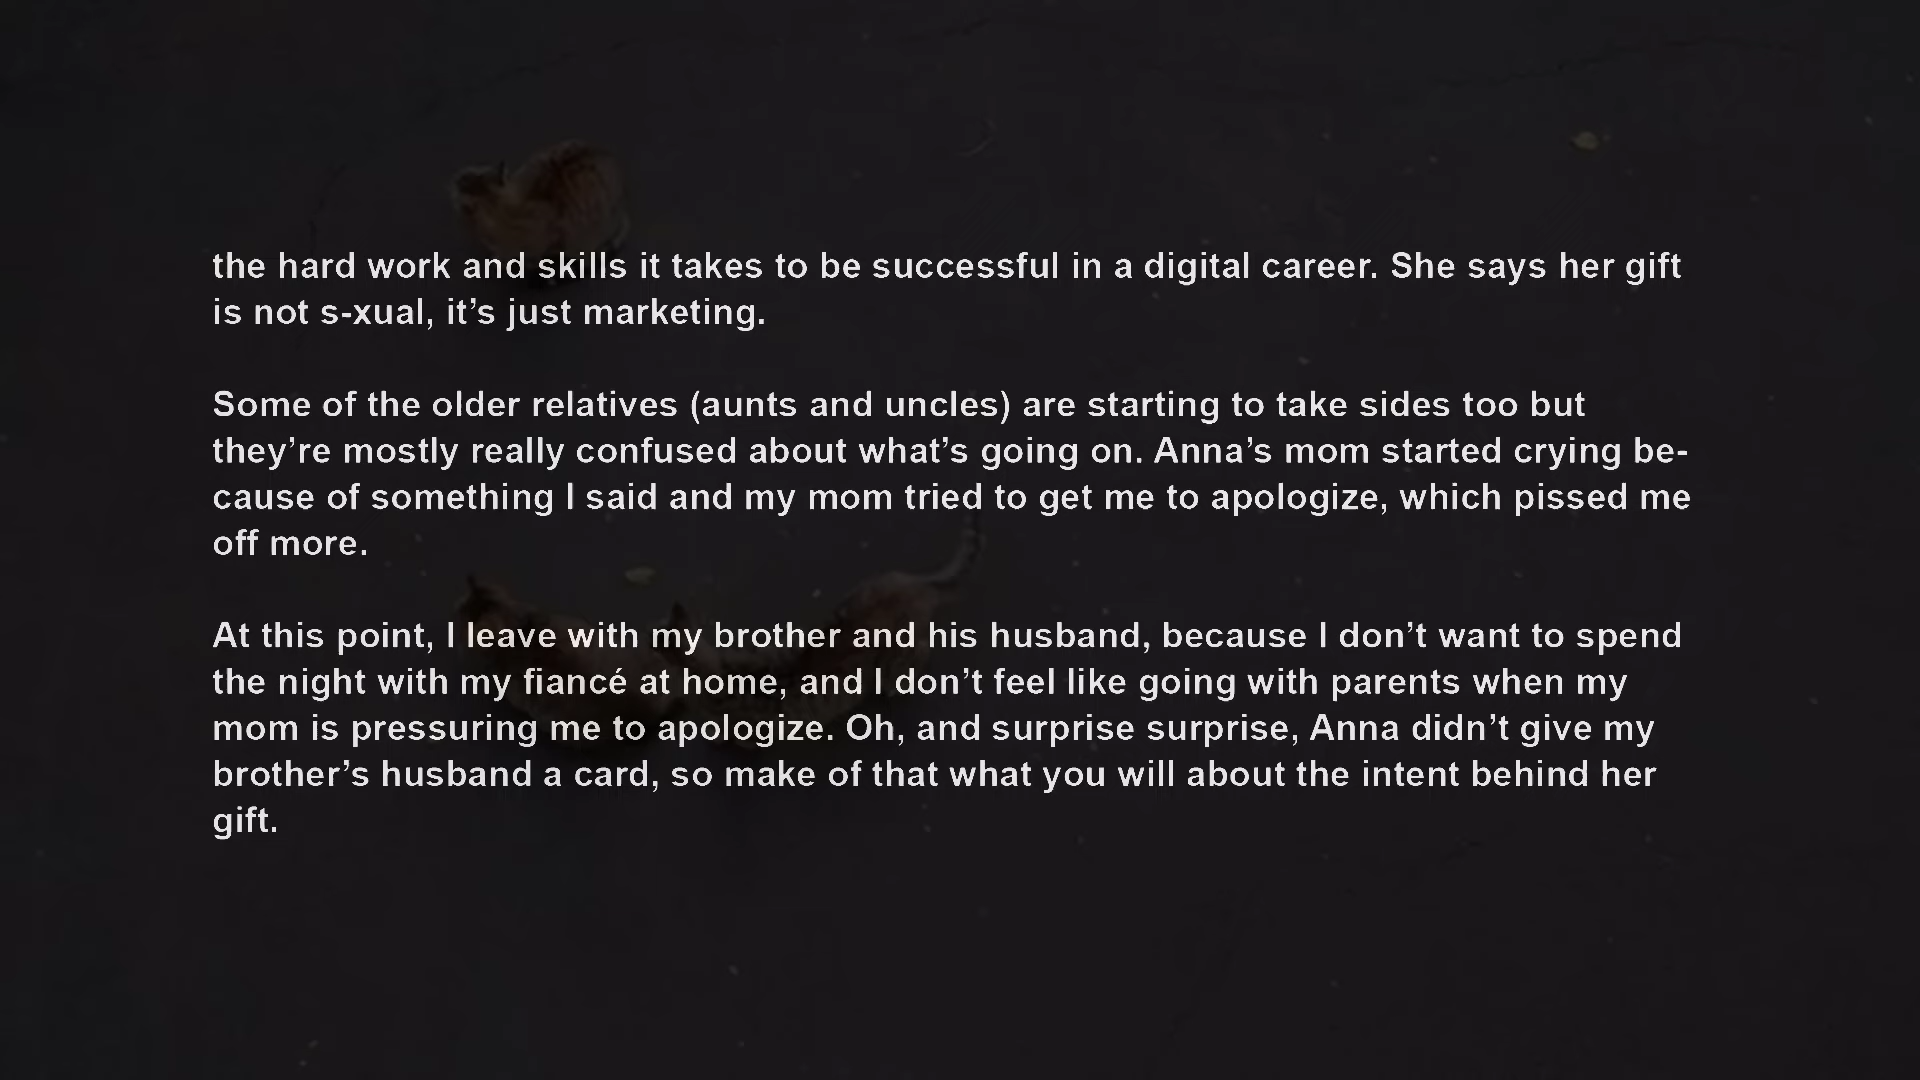 the hard work and skills it takes to be successful in a digital career. She says her gift
is not s-xual, it’s just marketing.
Some of the older relatives (aunts and uncles) are starting to take sides too but
they’re mostly really confused about what’s going on. Anna’s mom started crying be-
cause of something I said and my mom tried to get me to apologize, which pissed me
off more.
At this point, I leave with my brother and his husband, because I don’t want to spend
the night with my fiancé at home, and I don’t feel like going with parents when my
mom is pressuring me to apologize. Oh, and surprise surprise, Anna didn’t give my
brother’s husband a card, so make of that what you will about the intent behind her
gift.